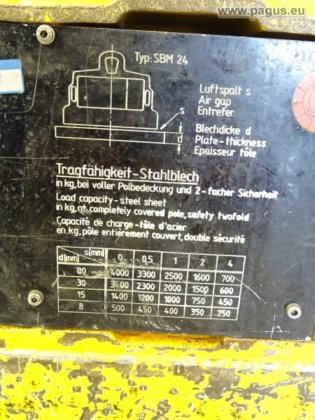 www.pagus.eu
Typ: SBM 24
Luftspalt s
Air gap
Entrefer
s
Blechdicke d
d
Plate-thickness
Epaisseur tôle
Tragfähigkeit-Stahlblech
in kg, bei voller Polbedeckung und 2-facher Sicherheit
Load capacity-steel sheet
in kg, at completely covered pole, safety twofold
Capacité de charge-tôle d'acier
en kg, pôle entièrement couvert, double sécurité
s(mm) 0 0,5 1 2 4
d(mm)
80 4000 3300 2500 1600 700
30 3400 2300 2000 1500 600
15 1400 1200 1000 750 450
8 500 450 400 350 250